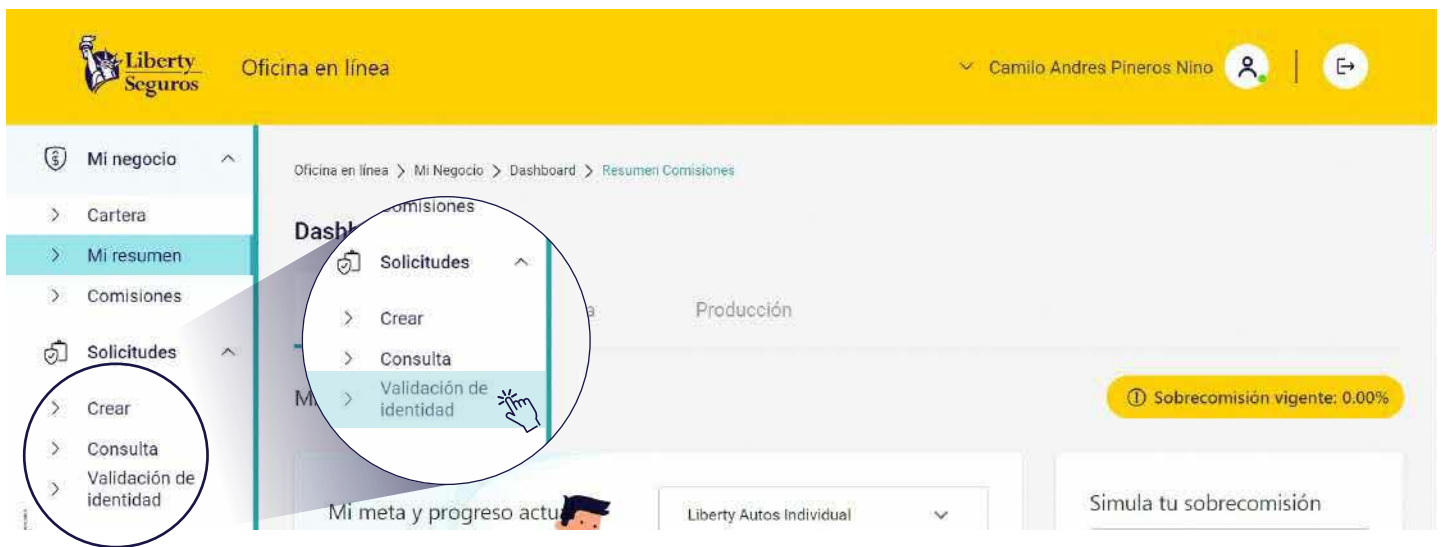 Liberty
Seguros
Oficina en línea
Camilo Andres Pineros Nino
Mi negocio
Cartera
Mi resumen
Comisiones
Solicitudes
Crear
Consulta
Validación de
identidad
Oficina en línea > Mi Negocio > Dashboard > Resumen Comisiones
Comisiones
Solicitudes
Crear
Consulta
Validación de
identidad
Producción
Sobrecomisión vigente: 0.00%
Mi meta y progreso actu
Liberty Autos Individual
Simula tu sobrecomisión